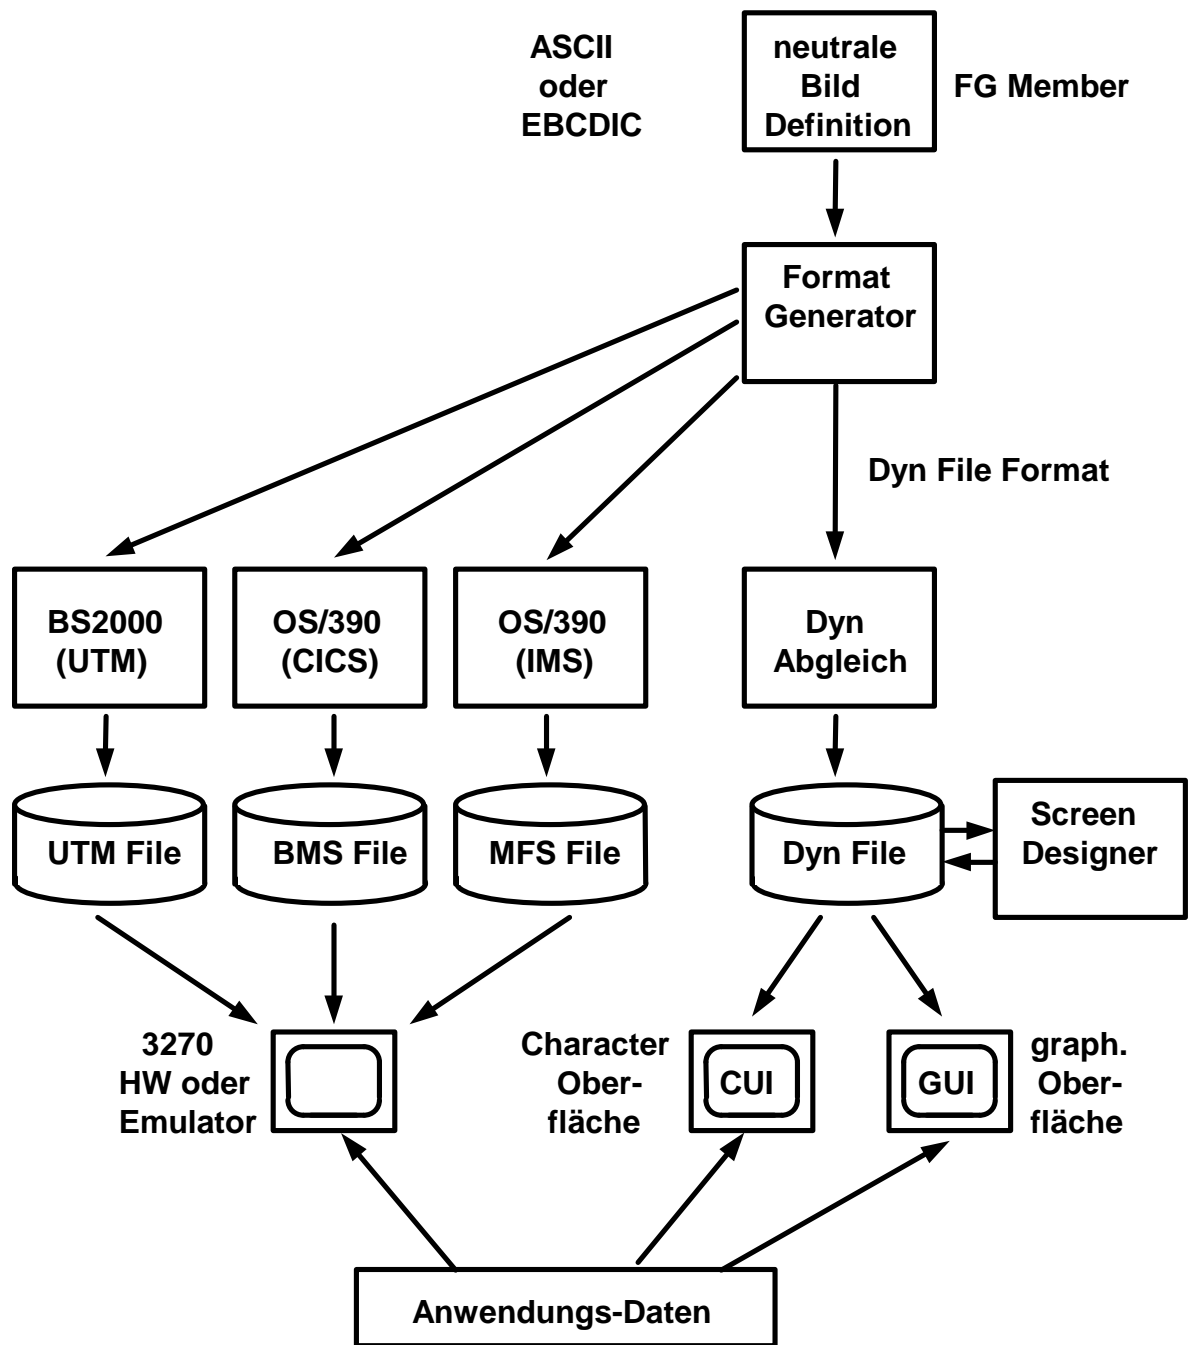 ASCII
oder
EBCDIC
neutrale
Bild
Definition
FG Member
Format
Generator
Dyn File Format
BS2000
(UTM)
OS/390
(CICS)
OS/390
(IMS)
Dyn
Abgleich
UTM File
BMS File
MFS File
Dyn File
Screen
Designer
3270
HW oder
Emulator
Character
Ober-
fläche
CUI
GUI
graph.
Ober-
fläche
Anwendungs-Daten